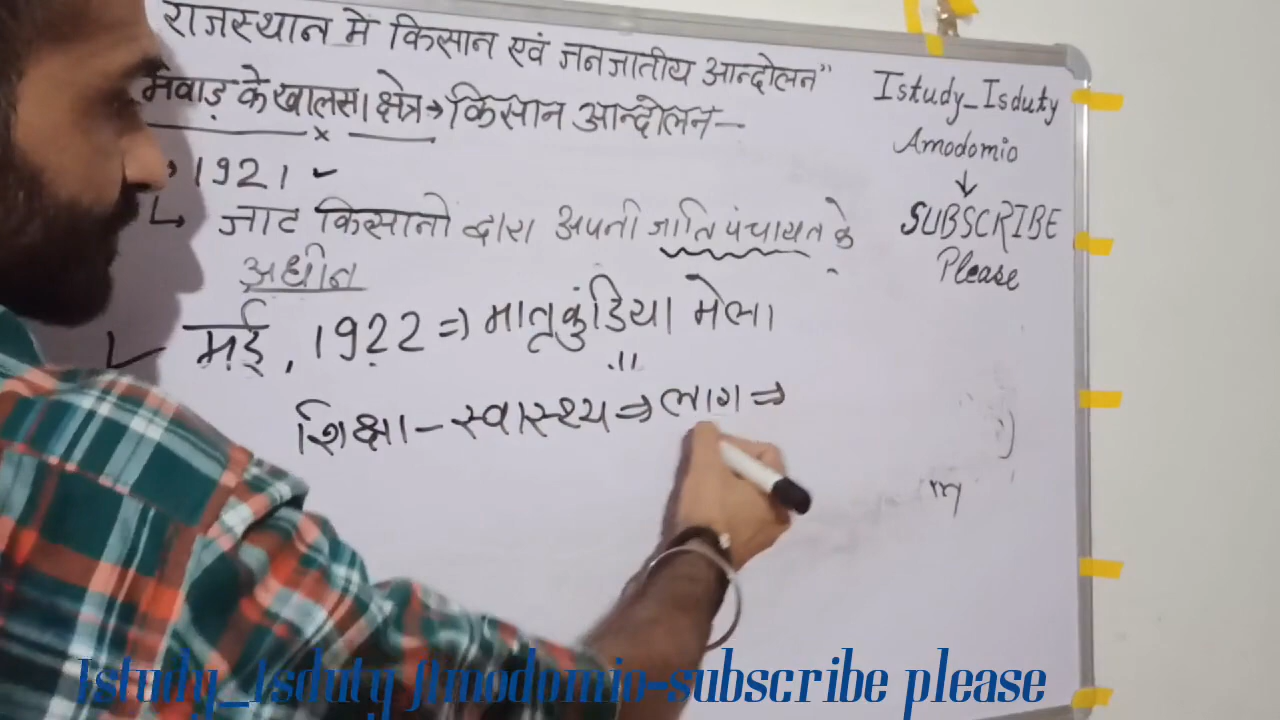 राजस्थान में किसान एवं जनजातीय आन्दोलन"
मेवाड़ के खालसा क्षेत्र → किसान आन्दोलन -
1921 ✓
↳ जाट किसानो द्वारा अपनी जाति पंचायत के
अधीन
मई, 1922 ⇒ मातृकुंडिया मेला
"
शिक्षा - स्वास्थ्य ⇒ लाग ⇒
Istudy_Isduty
Amodomio
↓
SUBSCRIBE
Please
Istudy_Isduty Amodomio-subscribe please